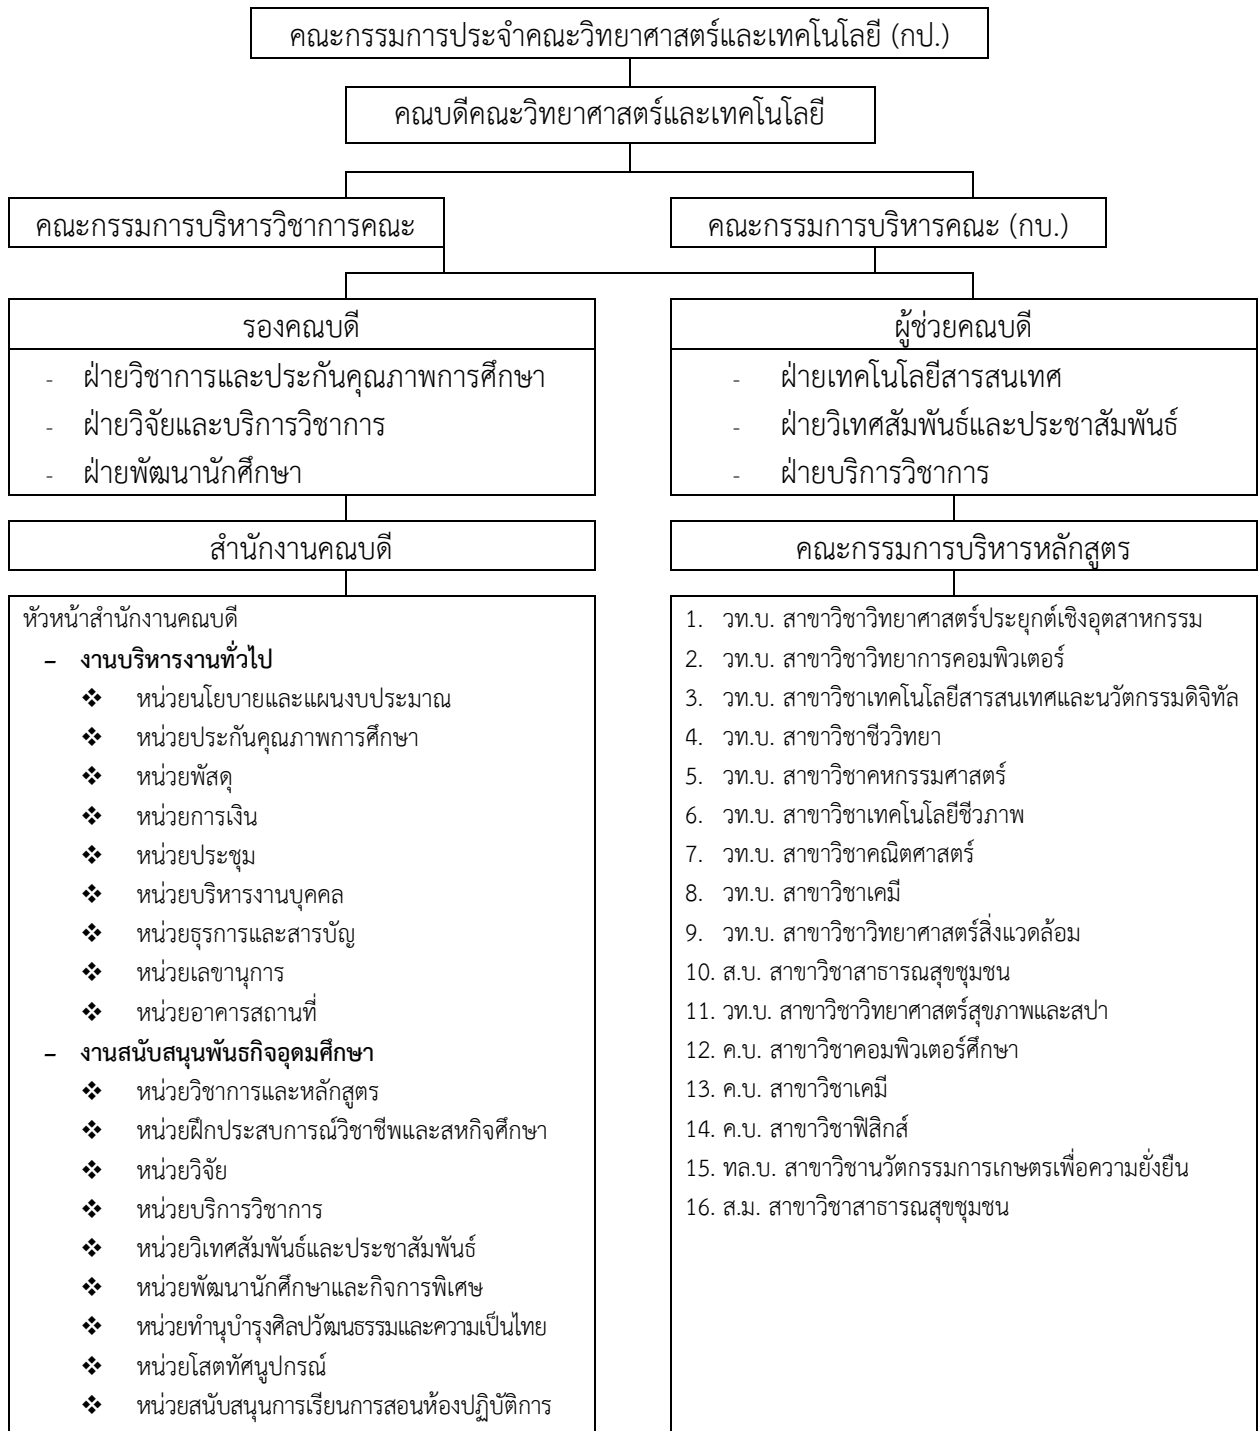 คณะกรรมการประจำคณะวิทยาศาสตร์และเทคโนโลยี (กป.)
คณบดีคณะวิทยาศาสตร์และเทคโนโลยี
คณะกรรมการบริหารวิชาการคณะ
คณะกรรมการบริหารคณะ (กบ.)
รองคณบดี
- ฝ่ายวิชาการและประกันคุณภาพการศึกษา
- ฝ่ายวิจัยและบริการวิชาการ
- ฝ่ายพัฒนานักศึกษา
ผู้ช่วยคณบดี
- ฝ่ายเทคโนโลยีสารสนเทศ
- ฝ่ายวิเทศสัมพันธ์และประชาสัมพันธ์
- ฝ่ายบริการวิชาการ
สำนักงานคณบดี
หัวหน้าสำนักงานคณบดี
– งานบริหารงานทั่วไป
❖ หน่วยนโยบายและแผนงบประมาณ
❖ หน่วยประกันคุณภาพการศึกษา
❖ หน่วยพัสดุ
❖ หน่วยการเงิน
❖ หน่วยประชุม
❖ หน่วยบริหารงานบุคคล
❖ หน่วยธุรการและสารบัญ
❖ หน่วยเลขานุการ
❖ หน่วยอาคารสถานที่
– งานสนับสนุนพันธกิจอุดมศึกษา
❖ หน่วยวิชาการและหลักสูตร
❖ หน่วยฝึกประสบการณ์วิชาชีพและสหกิจศึกษา
❖ หน่วยวิจัย
❖ หน่วยบริการวิชาการ
❖ หน่วยวิเทศสัมพันธ์และประชาสัมพันธ์
❖ หน่วยพัฒนานักศึกษาและกิจการพิเศษ
❖ หน่วยทำนุบำรุงศิลปวัฒนธรรมและความเป็นไทย
❖ หน่วยโสตทัศนูปกรณ์
❖ หน่วยสนับสนุนการเรียนการสอนห้องปฏิบัติการ
คณะกรรมการบริหารหลักสูตร
1. วท.บ. สาขาวิชาวิทยาศาสตร์ประยุกต์เชิงอุตสาหกรรม
2. วท.บ. สาขาวิชาวิทยาการคอมพิวเตอร์
3. วท.บ. สาขาวิชาเทคโนโลยีสารสนเทศและนวัตกรรมดิจิทัล
4. วท.บ. สาขาวิชาชีววิทยา
5. วท.บ. สาขาวิชาคหกรรมศาสตร์
6. วท.บ. สาขาวิชาเทคโนโลยีชีวภาพ
7. วท.บ. สาขาวิชาคณิตศาสตร์
8. วท.บ. สาขาวิชาเคมี
9. วท.บ. สาขาวิชาวิทยาศาสตร์สิ่งแวดล้อม
10. ส.บ. สาขาวิชาสาธารณสุขชุมชน
11. วท.บ. สาขาวิชาวิทยาศาสตร์สุขภาพและสปา
12. ค.บ. สาขาวิชาคอมพิวเตอร์ศึกษา
13. ค.บ. สาขาวิชาเคมี
14. ค.บ. สาขาวิชาฟิสิกส์
15. ทล.บ. สาขาวิชานวัตกรรมการเกษตรเพื่อความยั่งยืน
16. ส.ม. สาขาวิชาสาธารณสุขชุมชน